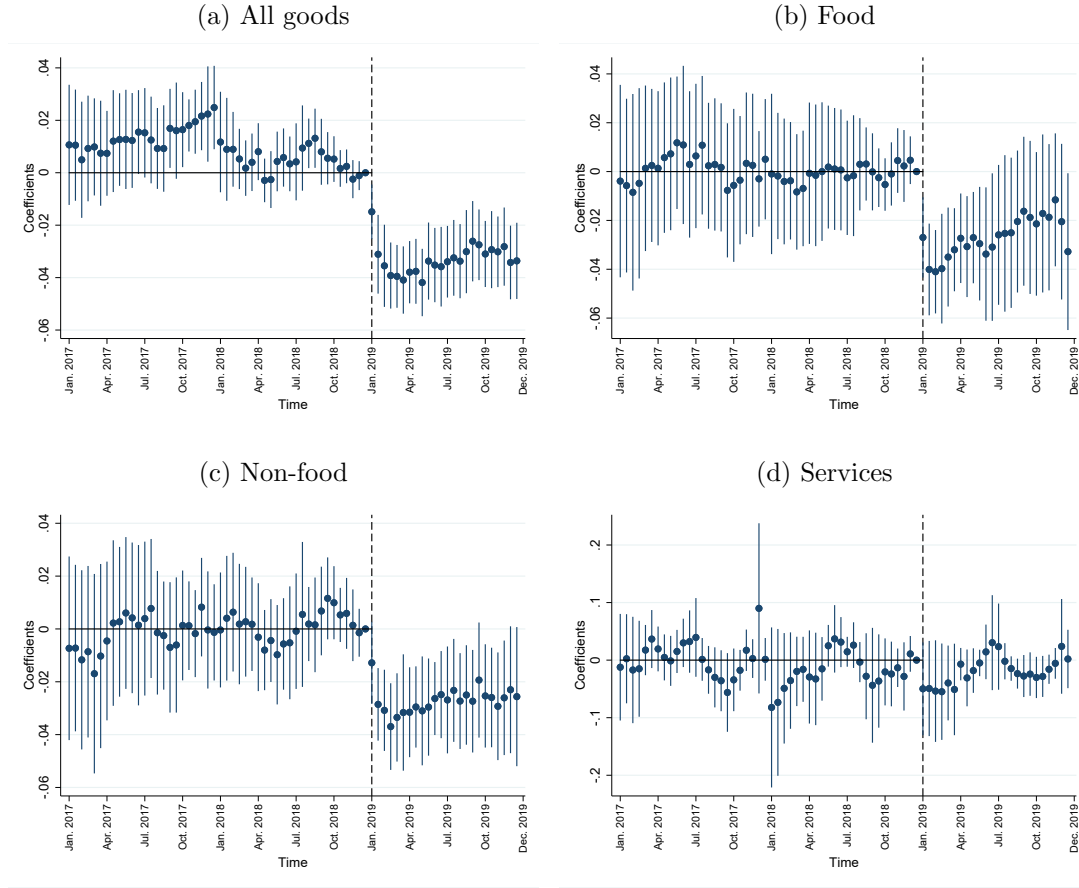 (a) All goods
Coefficients
.04
.02
0
-.02
-.04
-.06
Jan. 2017
Apr. 2017
Jul. 2017
Oct. 2017
Jan. 2018
Apr. 2018
Jul. 2018
Oct. 2018
Jan. 2019
Apr. 2019
Jul. 2019
Oct. 2019
Dec. 2019
Time
(b) Food
Coefficients
.04
.02
0
-.02
-.04
-.06
Jan. 2017
Apr. 2017
Jul. 2017
Oct. 2017
Jan. 2018
Apr. 2018
Jul. 2018
Oct. 2018
Jan. 2019
Apr. 2019
Jul. 2019
Oct. 2019
Dec. 2019
Time
(c) Non-food
Coefficients
.04
.02
0
-.02
-.04
-.06
Jan. 2017
Apr. 2017
Jul. 2017
Oct. 2017
Jan. 2018
Apr. 2018
Jul. 2018
Oct. 2018
Jan. 2019
Apr. 2019
Jul. 2019
Oct. 2019
Dec. 2019
Time
(d) Services
Coefficients
.2
.1
0
-.1
-.2
Jan. 2017
Apr. 2017
Jul. 2017
Oct. 2017
Jan. 2018
Apr. 2018
Jul. 2018
Oct. 2018
Jan. 2019
Apr. 2019
Jul. 2019
Oct. 2019
Dec. 2019
Time